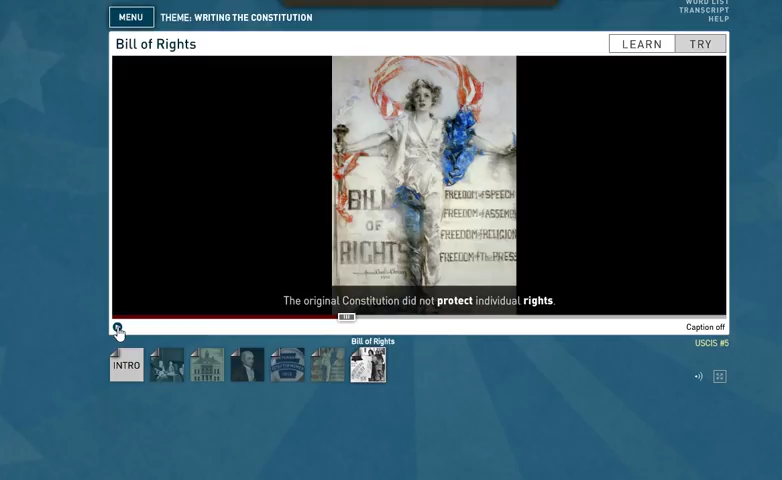 WORD LIST
TRANSCRIPT
HELP
MENU
THEME: WRITING THE CONSTITUTION
Bill of Rights
LEARN
TRY
BILL
OF
RIGHTS
FREEDOM of SPEECH
FREEDOM of ASSEMB
FREEDOM of RELIGION
FREEDOM of the PRESS
The original Constitution did not protect individual rights.
Caption off
Bill of Rights
USCIS #5
INTRO